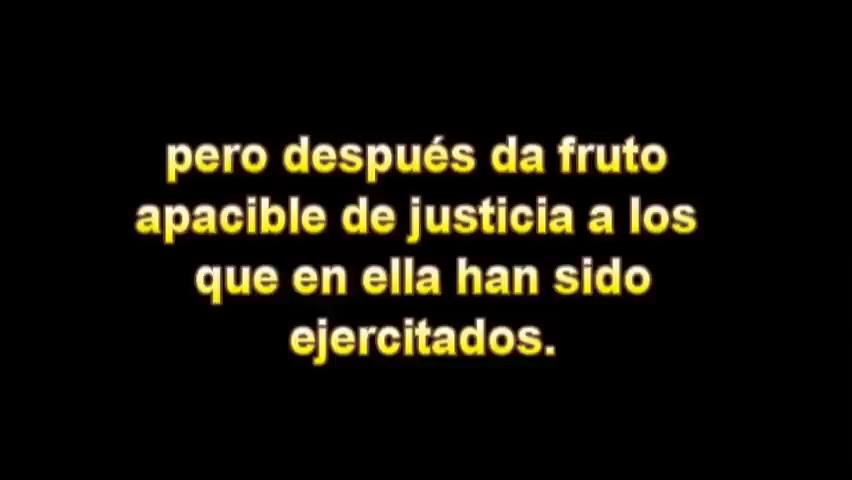 pero después da fruto
apacible de justicia a los
que en ella han sido
ejercitados.